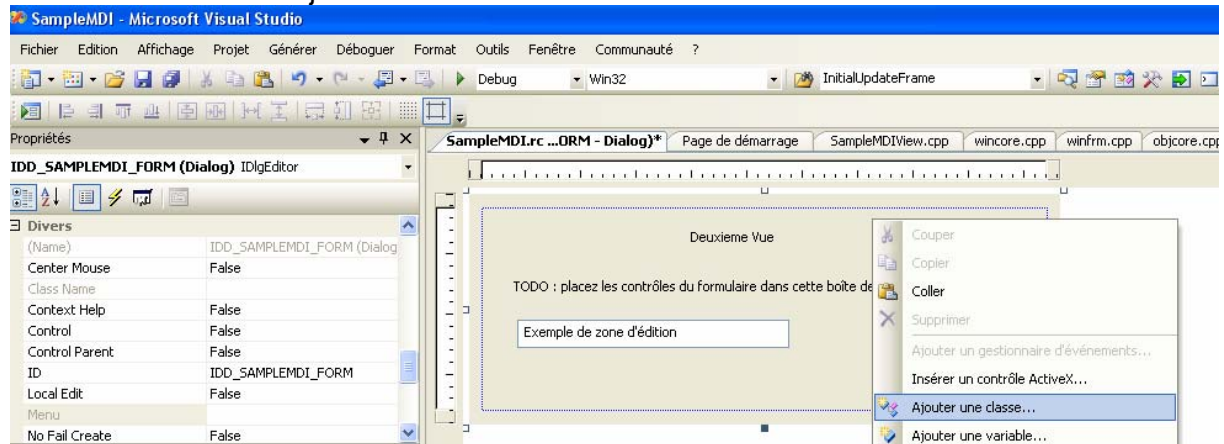 SampleMDI - Microsoft Visual Studio
Fichier Edition Affichage Projet Générer Déboguer Format Outils Fenêtre Communauté ?
Debug Win32 InitialUpdateFrame
Propriétés
SampleMDI.rc ...ORM - Dialog)* Page de démarrage SampleMDIView.cpp wincore.cpp winfrm.cpp objcore.cpp
IDD_SAMPLEMDI_FORM (Dialog) IDlgEditor
Divers
(Name) IDD_SAMPLEMDI_FORM (Dialog
Center Mouse False
Class Name
Context Help False
Control False
Control Parent False
ID IDD_SAMPLEMDI_FORM
Local Edit False
Menu
No Fail Create False
Deuxieme Vue
TODO : placez les contrôles du formulaire dans cette boîte de
Exemple de zone d'édition
Couper
Copier
Coller
Supprimer
Ajouter un gestionnaire d'événements...
Insérer un contrôle ActiveX...
Ajouter une classe...
Ajouter une variable...